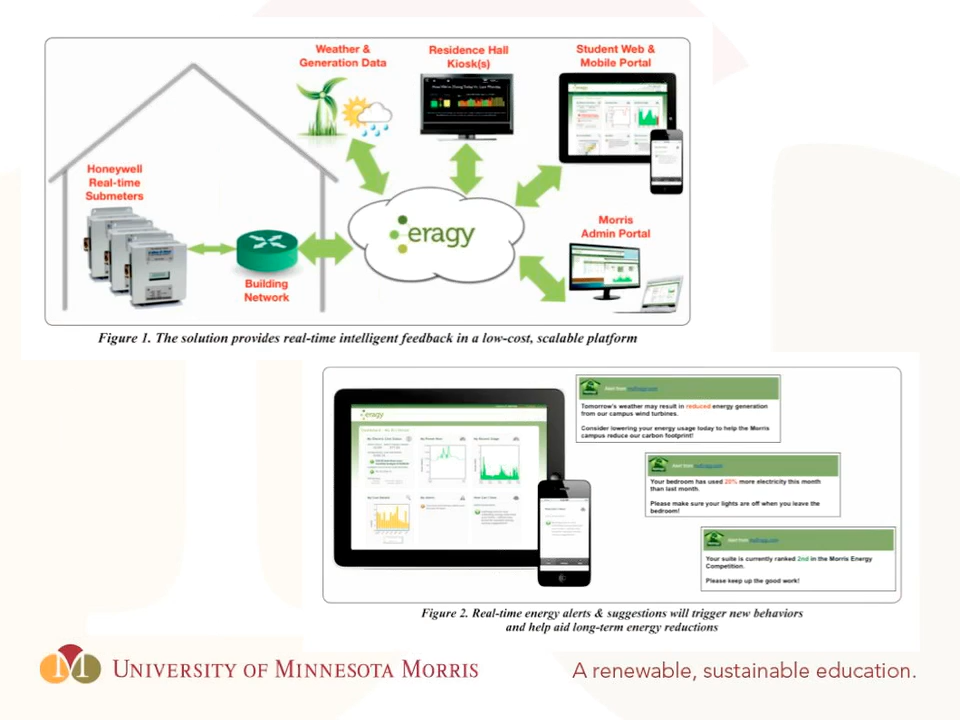 Weather &
Generation Data
Residence Hall
Kiosk(s)
Student Web &
Mobile Portal
Honeywell
Real-time
Submeters
eragy
Morris
Admin Portal
Building
Network
Figure 1. The solution provides real-time intelligent feedback in a low-cost, scalable platform
eragy
Alert from
Tomorrow's weather may result in reduced energy generation
from our campus wind turbines.
Consider lowering your energy usage today to help the Morris
campus reduce our carbon footprint!
Alert from
Your bedroom has used 20% more electricity this month
than last month.
Please make sure your lights are off when you leave the
bedroom!
Alert from
Your suite is currently ranked 2nd in the Morris Energy
Competition.
Please keep up the good work!
Figure 2. Real-time energy alerts & suggestions will trigger new behaviors
and help aid long-term energy reductions
M UNIVERSITY OF MINNESOTA MORRIS
A renewable, sustainable education.